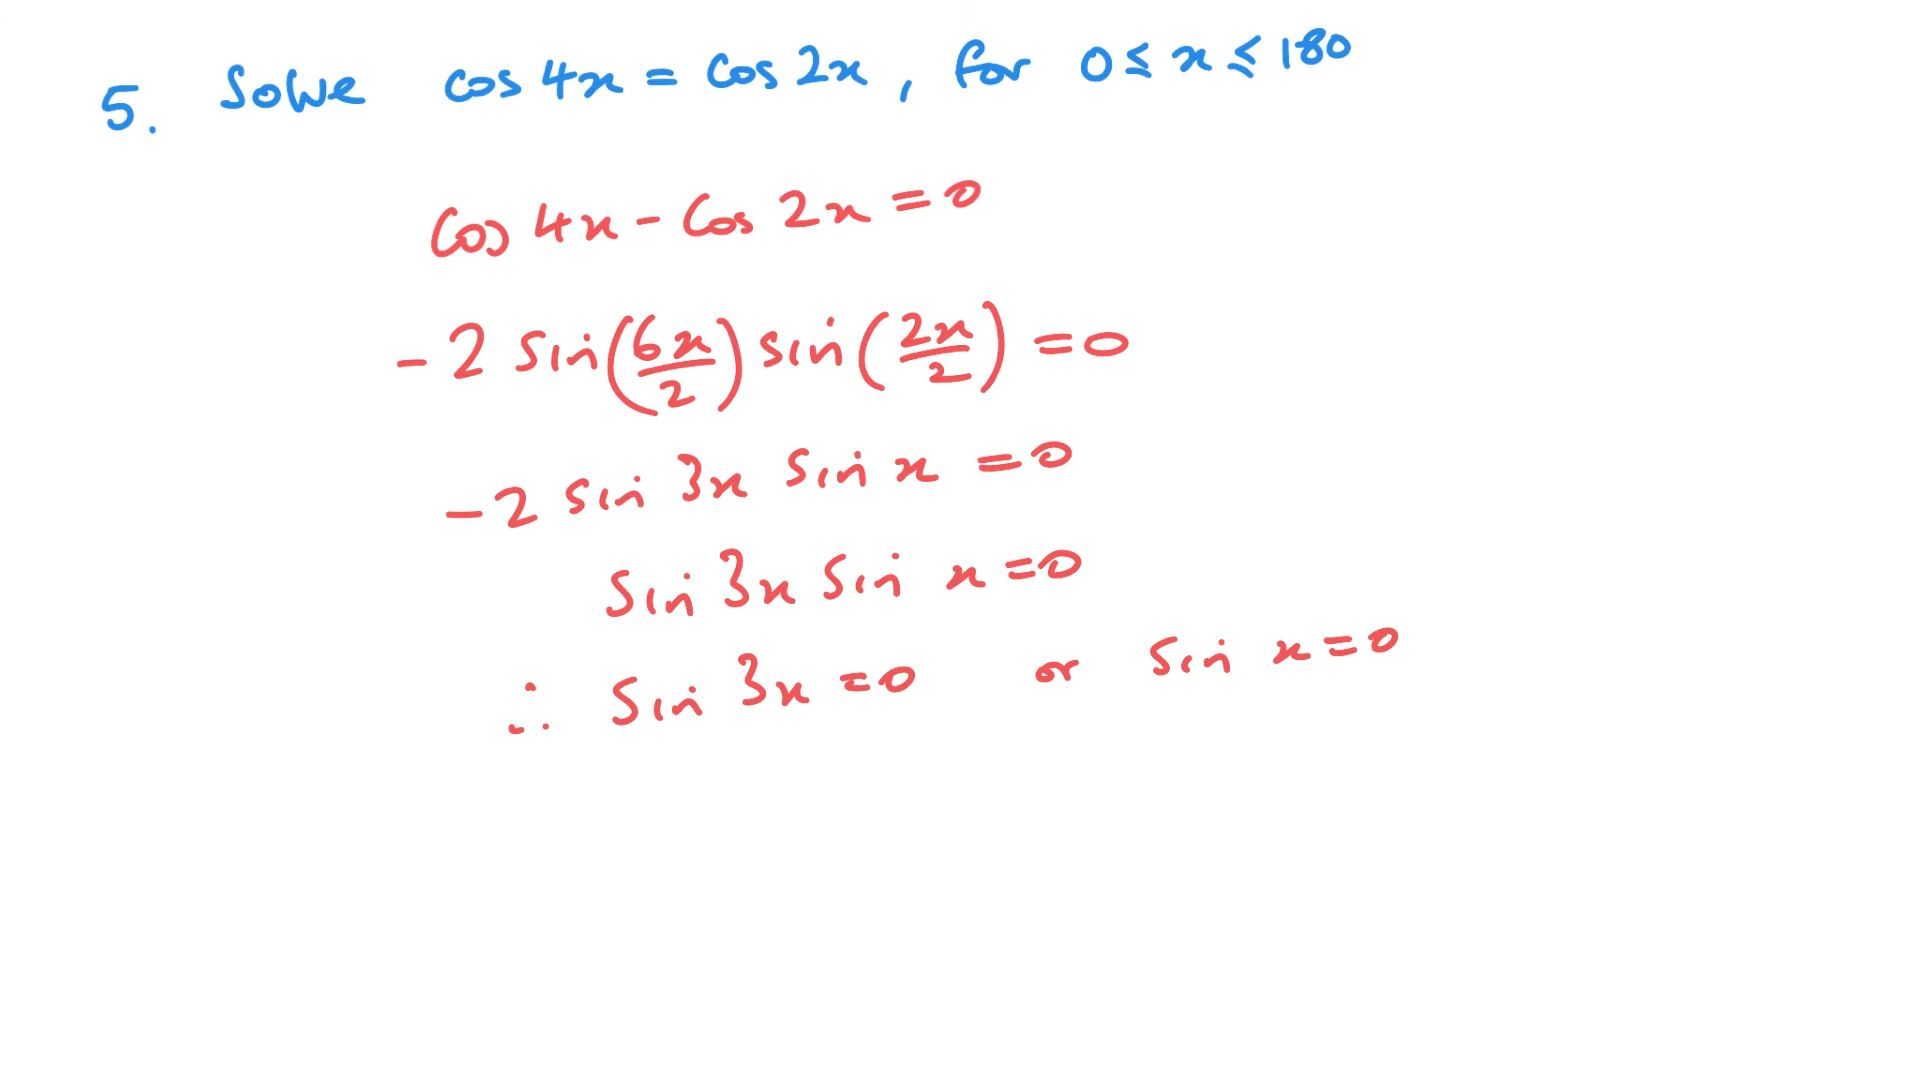 5. Solve cos 4x = cos 2x, for 0 ≤ x ≤ 180
Cos 4x - Cos 2x = 0
-2 sin(6x/2) sin(2x/2) = 0
-2 sin 3x sin x = 0
Sin 3x Sin x = 0
∴ Sin 3x = 0 or Sin x = 0